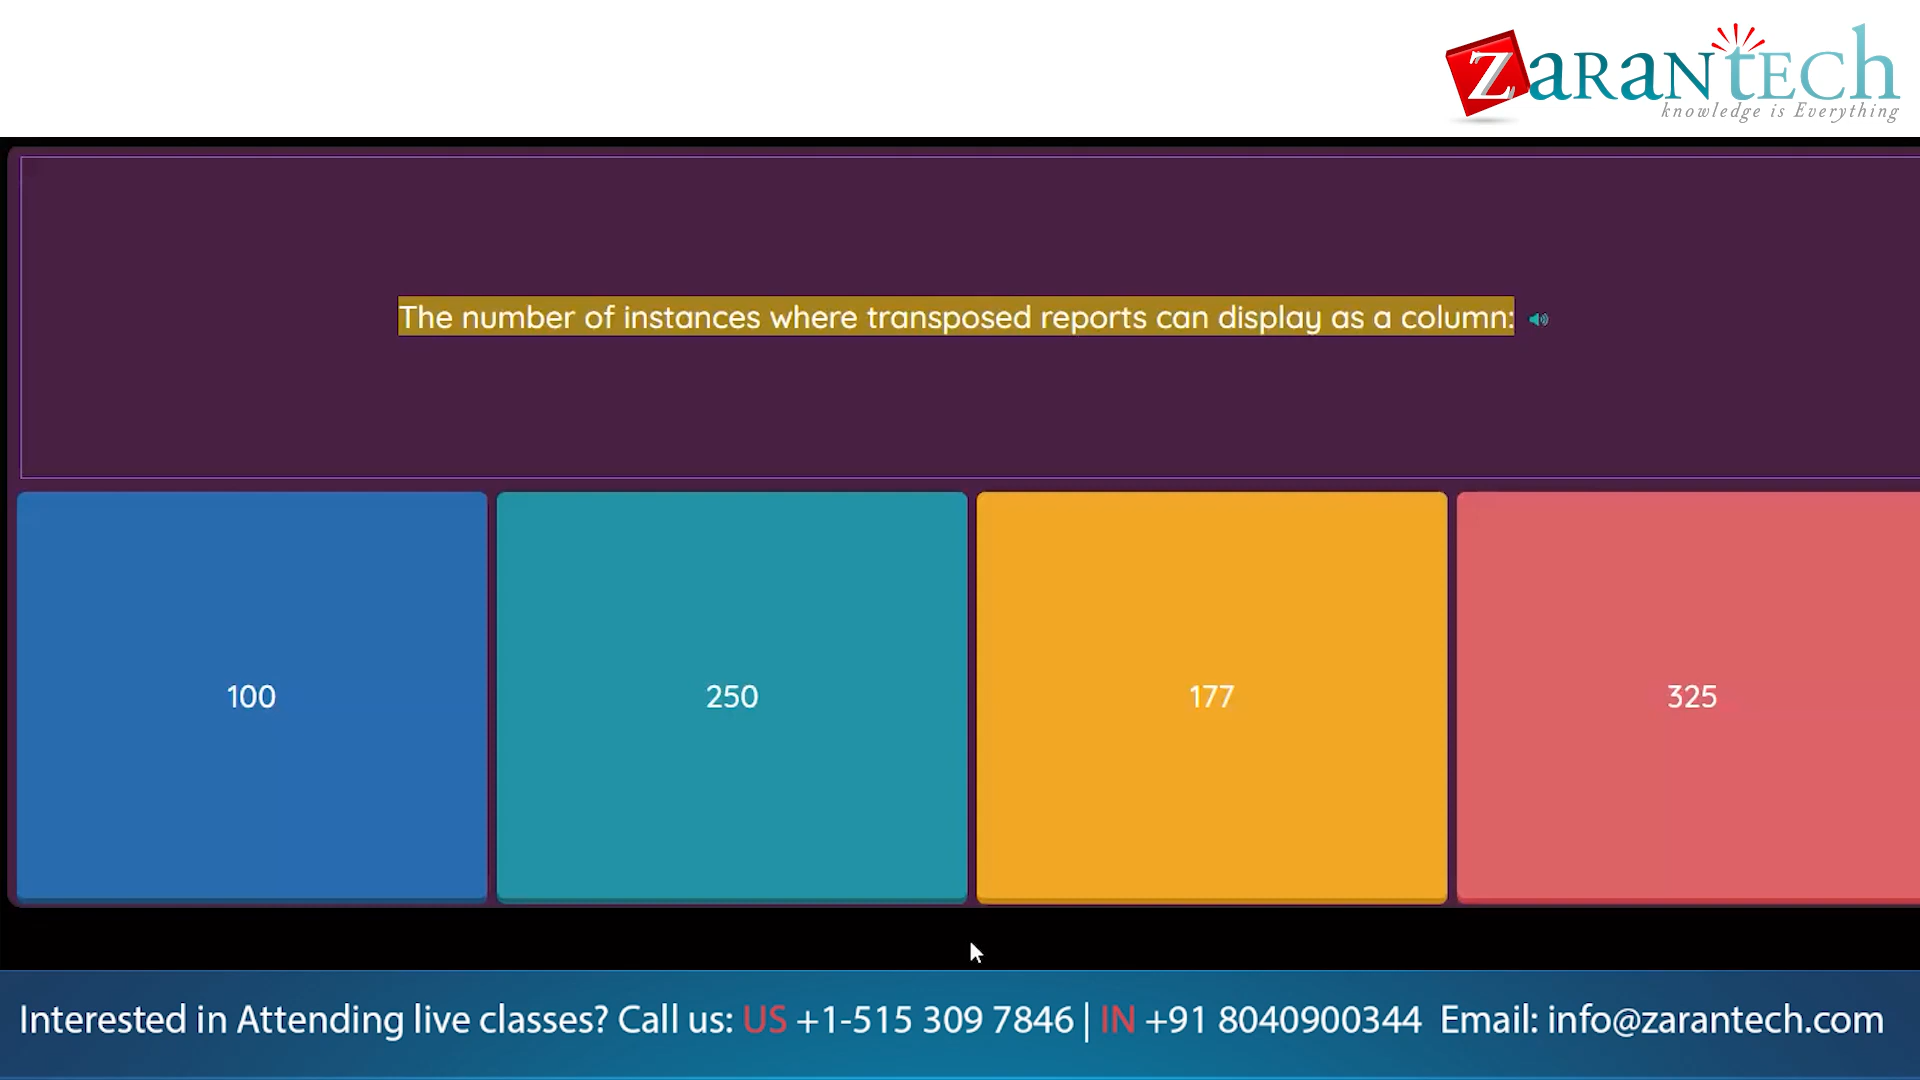 ZaranTech
knowledge is Everything
The number of instances where transposed reports can display as a column:
100
250
177
325
Interested in Attending live classes? Call us: US +1-515 309 7846 | IN +91 8040900344 Email: info@zarantech.com